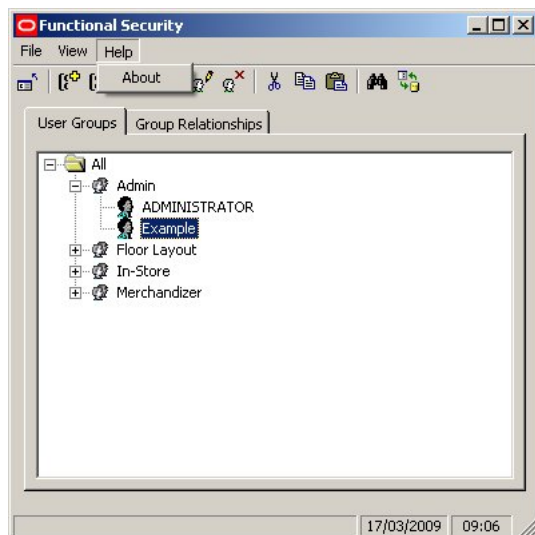 Functional Security
File View Help
About
User Groups Group Relationships
All
Admin
ADMINISTRATOR
Example
Floor Layout
In-Store
Merchandizer
17/03/2009 09:06